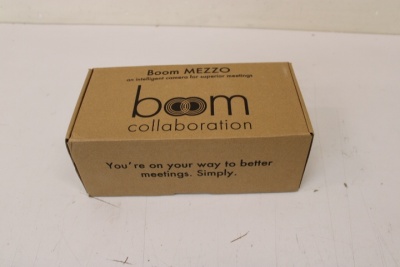 Boom MEZZO
an intelligent camera for superior meetings
boom
collaboration
You're on your way to better
meetings. Simply.